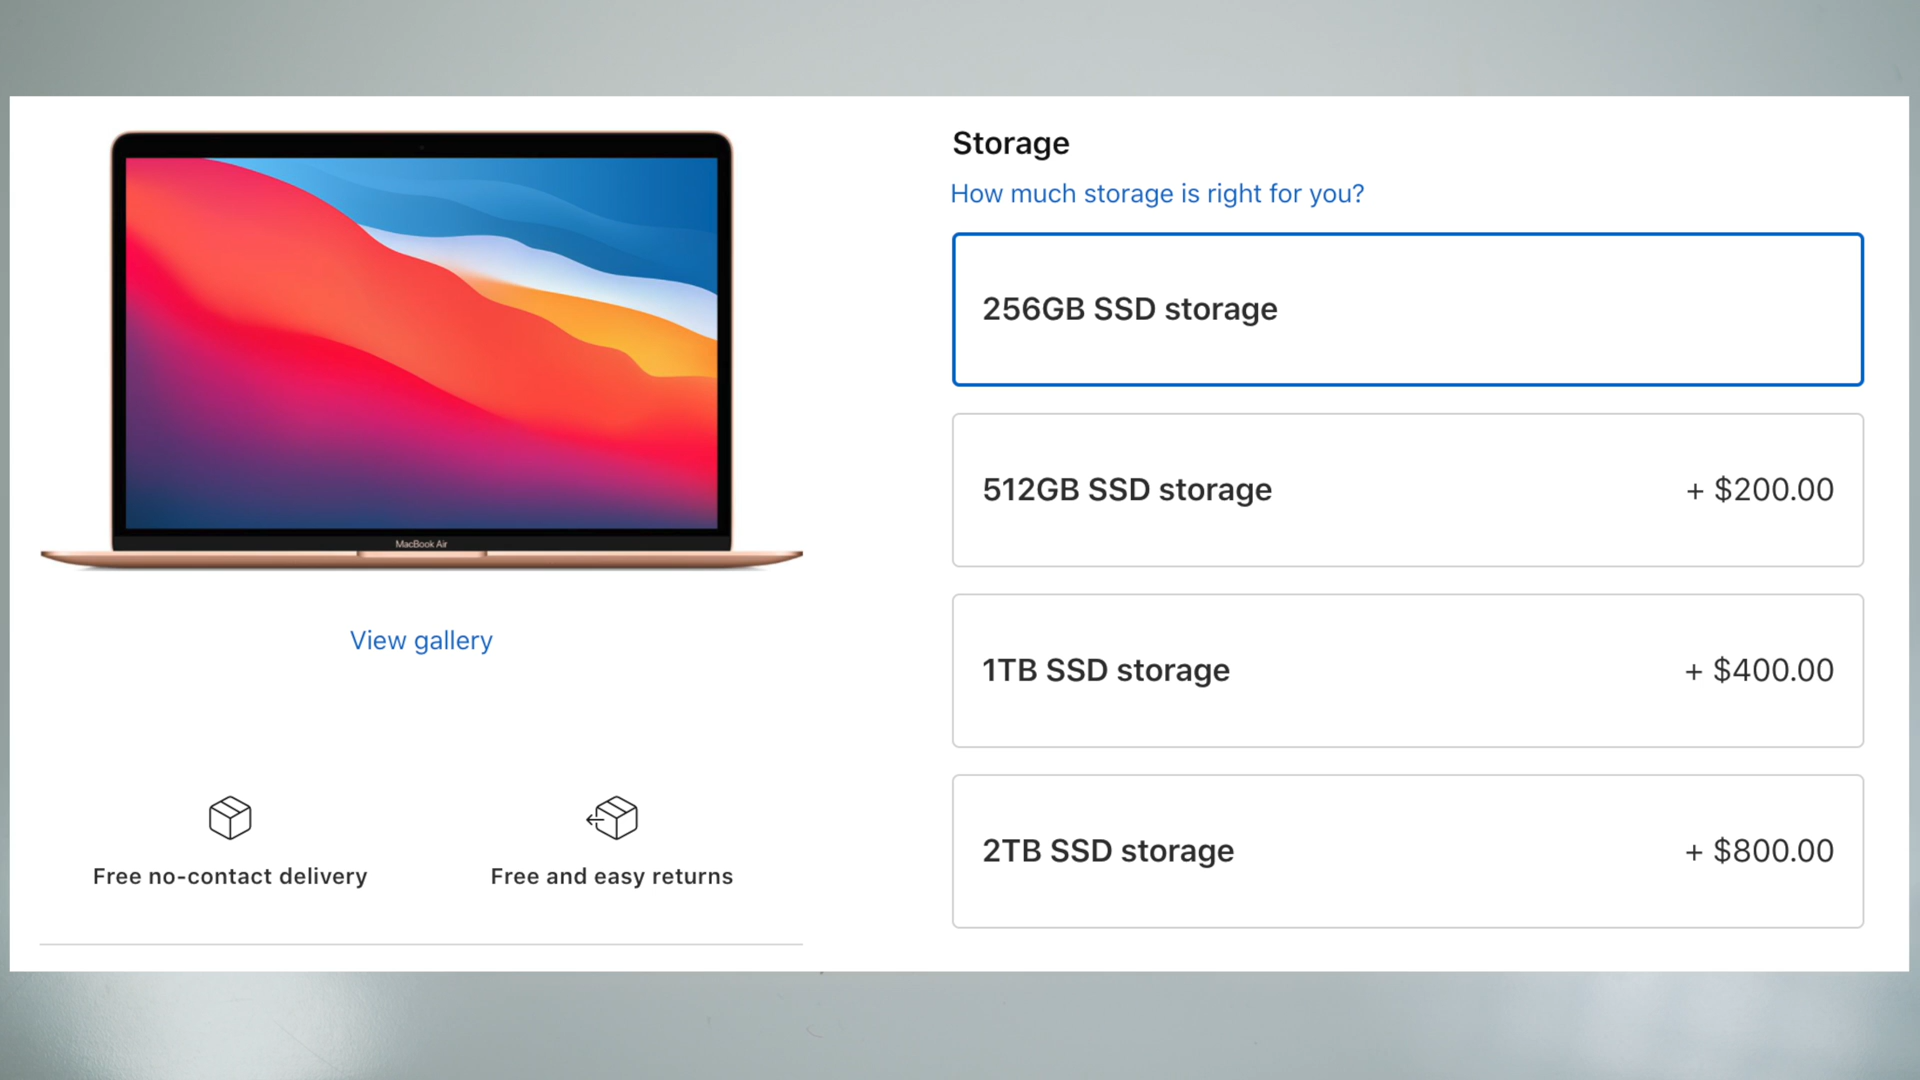 Storage
How much storage is right for you?
256GB SSD storage
512GB SSD storage + $200.00
1TB SSD storage + $400.00
2TB SSD storage + $800.00
MacBook Air
View gallery
Free no-contact delivery
Free and easy returns